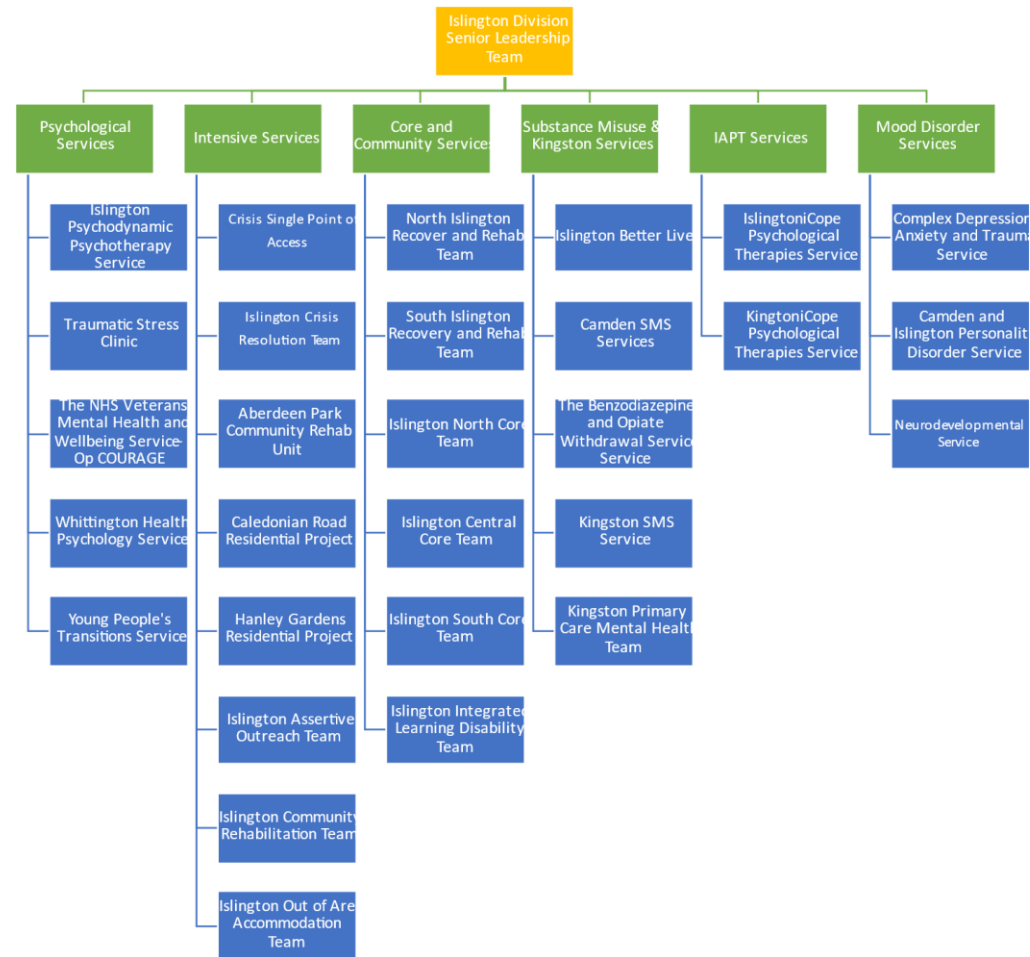 Islington Division
Senior Leadership
Team
Psychological
Services
Intensive Services
Core and
Community Services
Substance Misuse &
Kingston Services
IAPT Services
Mood Disorder
Services
Islington
Psychodynamic
Psychotherapy
Service
Traumatic Stress
Clinic
The NHS Veterans
Mental Health and
Wellbeing Service-
Op COURAGE
Whittington Health
Psychology Service
Young People's
Transitions Service
Crisis Single Point of
Access
Islington Crisis
Resolution Team
Aberdeen Park
Community Rehab
Unit
Caledonian Road
Residential Project
Hanley Gardens
Residential Project
Islington Assertive
Outreach Team
Islington Community
Rehabilitation Team
Islington Out of Are
Accommodation
Team
North Islington
Recover and Rehab
Team
South Islington
Recovery and Rehab
Team
Islington North Core
Team
Islington Central
Core Team
Islington South Core
Team
Islington Integrated
Learning Disability
Team
Islington Better Live
Camden SMS
Services
The Benzodiazepine
and Opiate
Withdrawal Service
Service
Kingston SMS
Service
Kingston Primary
Care Mental Health
Team
IslingtoniCope
Psychological
Therapies Service
KingtoniCope
Psychological
Therapies Service
Complex Depression
Anxiety and Trauma
Service
Camden and
Islington Personality
Disorder Service
Neurodevelopmental
Service